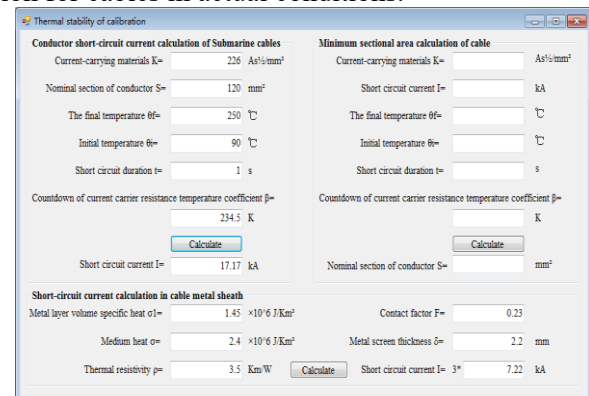 Thermal stability of calibration
Conductor short-circuit current calculation of Submarine cables
Current-carrying materials K= 226 As½/mm²
Nominal section of conductor S= 120 mm²
The final temperature θf= 250 ℃
Initial temperature θi= 90 ℃
Short circuit duration t= 1 s
Countdown of current carrier resistance temperature coefficient β=
234.5 K
Calculate
Short circuit current I= 17.17 kA
Minimum sectional area calculation of cable
Current-carrying materials K= As½/mm²
Short circuit current I= kA
The final temperature θf= ℃
Initial temperature θi= ℃
Short circuit duration t= s
Countdown of current carrier resistance temperature coefficient β=
K
Calculate
Nominal section of conductor S= mm²
Short-circuit current calculation in cable metal sheath
Metal layer volume specific heat σ1= 1.45 ×10^6 J/Km² Contact factor F= 0.23
Medium heat σ= 2.4 ×10^6 J/Km² Metal screen thickness δ= 2.2 mm
Thermal resistivity ρ= 3.5 Km/W Calculate Short circuit current I= 3* 7.22 kA